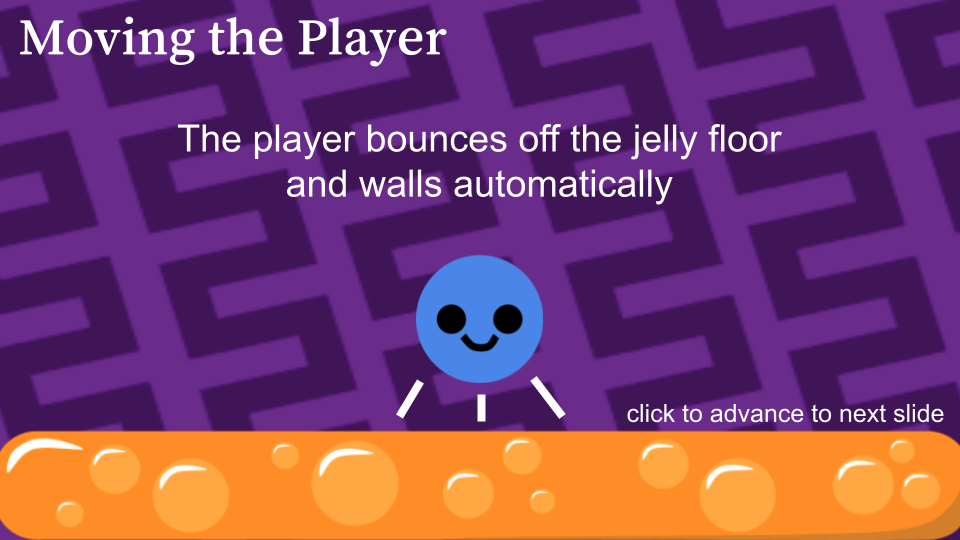 Moving the Player
The player bounces off the jelly floor
and walls automatically
click to advance to next slide